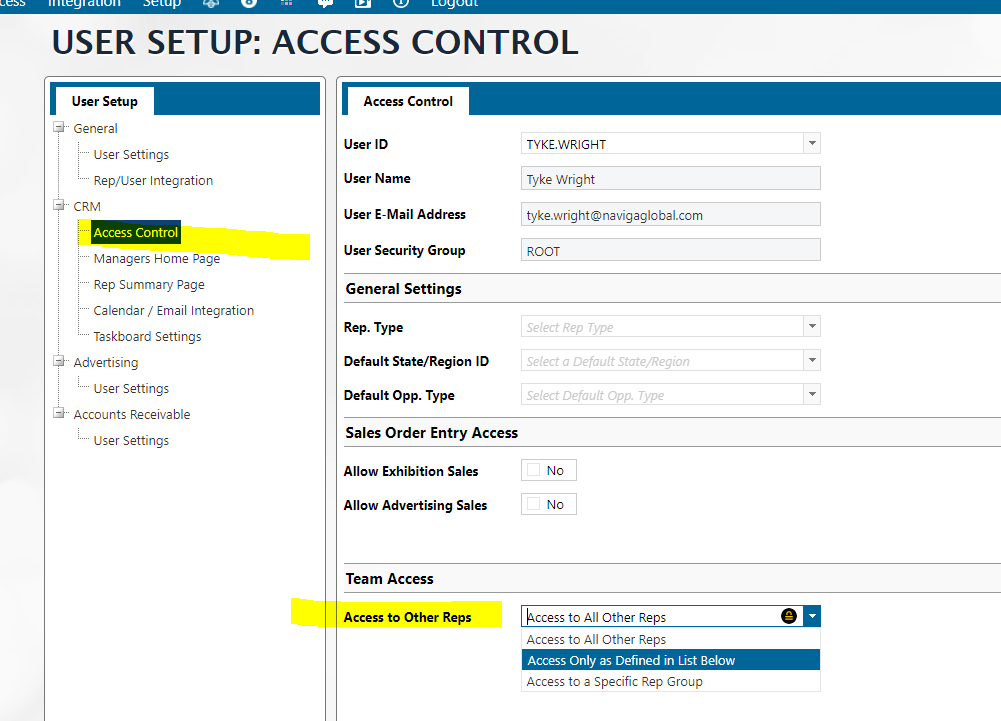 cess Integration Setup 8 Logout
USER SETUP: ACCESS CONTROL
User Setup
General
User Settings
Rep/User Integration
CRM
Access Control
Managers Home Page
Rep Summary Page
Calendar / Email Integration
Taskboard Settings
Advertising
User Settings
Accounts Receivable
User Settings
Access Control
User ID TYKE.WRIGHT
User Name Tyke Wright
User E-Mail Address tyke.wright@navigaglobal.com
User Security Group ROOT
General Settings
Rep. Type Select Rep Type
Default State/Region ID Select a Default State/Region
Default Opp. Type Select Default Opp. Type
Sales Order Entry Access
Allow Exhibition Sales No
Allow Advertising Sales No
Team Access
Access to Other Reps Access to All Other Reps
Access to All Other Reps
Access Only as Defined in List Below
Access to a Specific Rep Group